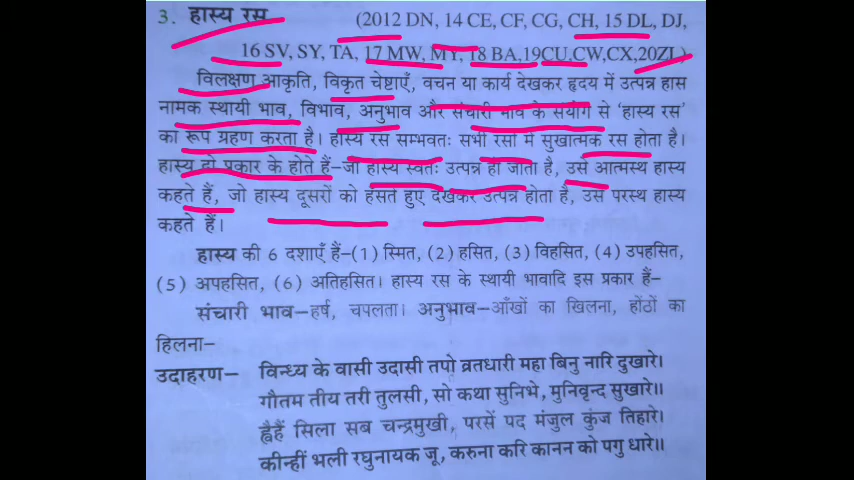 3. हास्य रस (2012 DN, 14 CE, CF, CG, CH, 15 DL, DJ,
16 SV, SY, TA, 17 MW, MY, 18 BA,19CU,CW,CX,20ZL)
विलक्षण आकृति, विकृत चेष्टाएँ, वचन या कार्य देखकर हृदय में उत्पन्न हास
नामक स्थायी भाव, विभाव, अनुभाव और संचारी भाव के संयोग से ‘हास्य रस’
का रूप ग्रहण करता है। हास्य रस सम्भवतः सभी रसों में सुखात्मक रस होता है।
हास्य दो प्रकार के होते हैं–जो हास्य स्वतः उत्पन्न हो जाता है, उसे आत्मस्थ हास्य
कहते हैं, जो हास्य दूसरों को हँसते हुए देखकर उत्पन्न होता है, उसे परस्थ हास्य
कहते हैं।
हास्य की 6 दशाएँ हैं–(1) स्मित, (2) हसित, (3) विहसित, (4) उपहसित,
(5) अपहसित, (6) अतिहसित। हास्य रस के स्थायी भावादि इस प्रकार हैं–
संचारी भाव–हर्ष, चपलता। अनुभाव–आँखों का खिलना, होंठों का
हिलना–
उदाहरण– विन्ध्य के वासी उदासी तपो व्रतधारी महा बिनु नारि दुखारे।
गौतम तीय तरी तुलसी, सो कथा सुनिभे, मुनिवृन्द सुखारे॥
ह्वैहैं सिला सब चन्द्रमुखी, परसें पद मंजुल कुंज तिहारे।
कीन्हीं भली रघुनायक जू, करुना करि कानन को पगु धारे॥